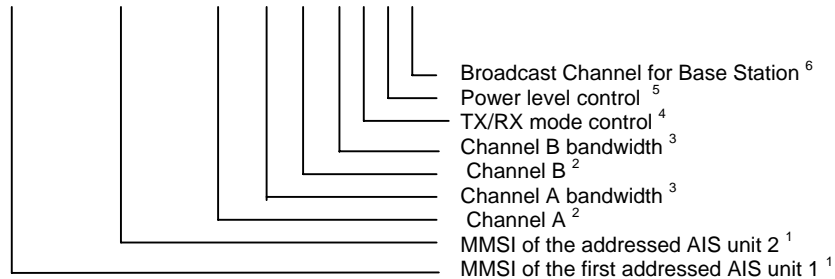 Broadcast Channel for Base Station 6
Power level control 5
TX/RX mode control 4
Channel B bandwidth 3
Channel B 2
Channel A bandwidth 3
Channel A 2
MMSI of the addressed AIS unit 2 1
MMSI of the first addressed AIS unit 1 1